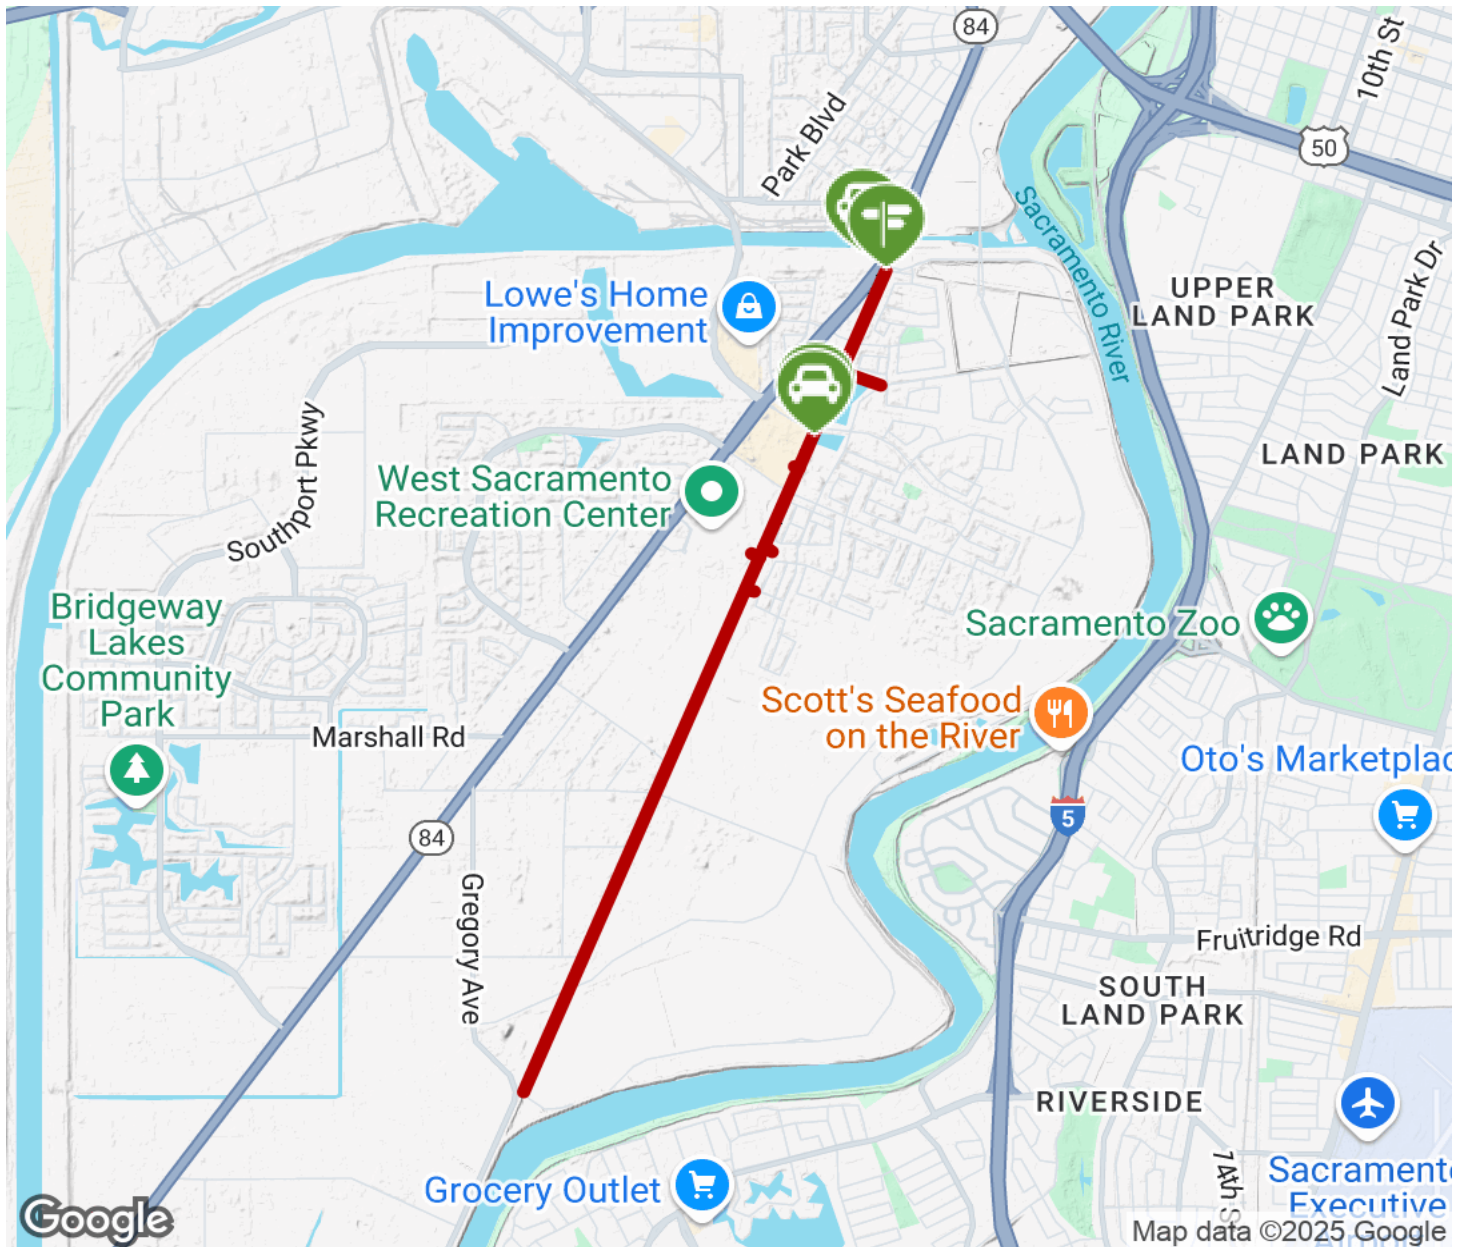 84
10th St
Park Blvd
50
Sacramento River
UPPER
LAND PARK
Land Park Dr
Lowe's Home
Improvement
LAND PARK
Southport Pkwy
West Sacramento
Recreation Center
Bridgeway
Lakes
Community
Park
Sacramento Zoo
Scott's Seafood
on the River
Marshall Rd
Oto's Marketplac
5
84
Gregory Ave
Fruitridge Rd
SOUTH
LAND PARK
RIVERSIDE
7Ath S
Grocery Outlet
Sacramento
Executive
Airport
Google
Map data ©2025 Google